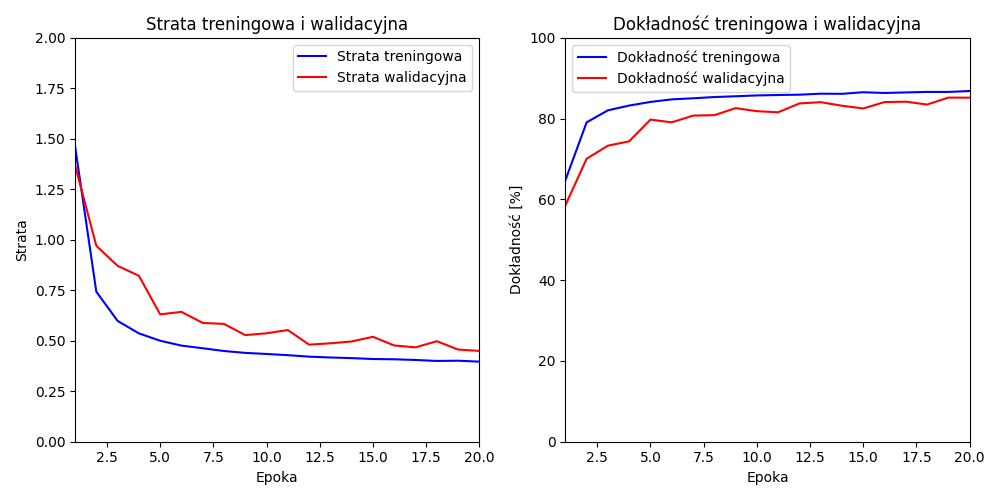 Strata treningowa i walidacyjna
2.00
1.75
1.50
1.25
1.00
0.75
0.50
0.25
0.00
Strata
Strata treningowa
Strata walidacyjna
2.5 5.0 7.5 10.0 12.5 15.0 17.5 20.0
Epoka
Dokładność treningowa i walidacyjna
100
80
60
40
20
0
Dokładność [%]
Dokładność treningowa
Dokładność walidacyjna
2.5 5.0 7.5 10.0 12.5 15.0 17.5 20.0
Epoka